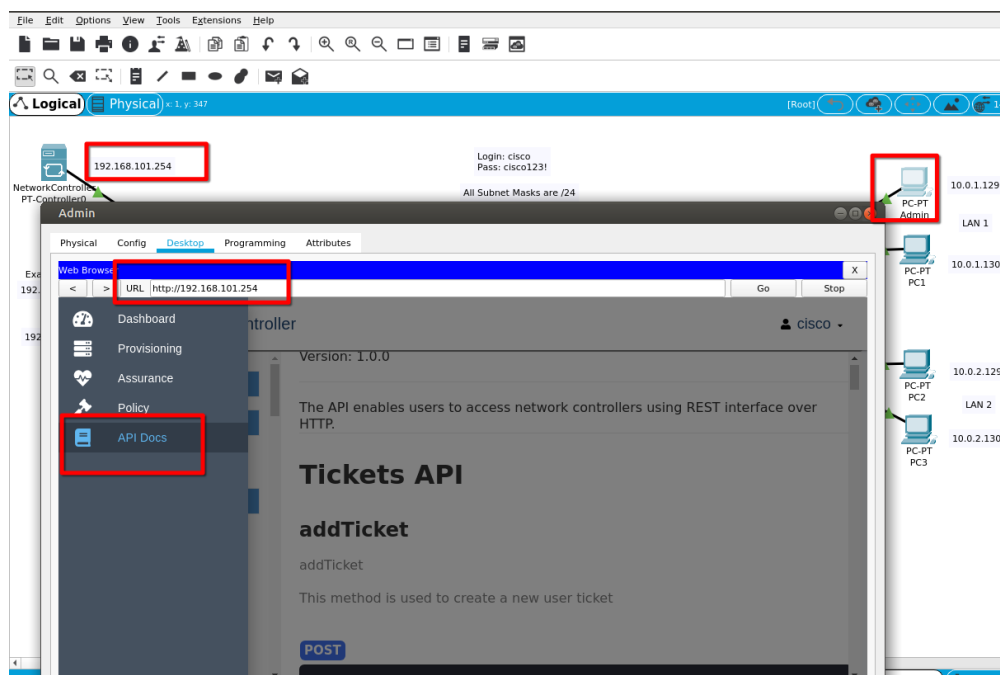 File Edit Options View Tools Extensions Help
Logical Physical x: 1, y: 347 [Root]
192.168.101.254
Login: cisco
Pass: cisco123!
All Subnet Masks are /24
NetworkController
PT-Controller0
PC-PT
Admin
10.0.1.129
LAN 1
PC-PT
PC1
10.0.1.130
PC-PT
PC2
10.0.2.129
LAN 2
PC-PT
PC3
10.0.2.130
Admin
Physical Config Desktop Programming Attributes
Web Browser X
< > URL http://192.168.101.254 Go Stop
Dashboard
Provisioning
Assurance
Policy
API Docs
ntroller cisco
Version: 1.0.0
The API enables users to access network controllers using REST interface over
HTTP.
Tickets API
addTicket
addTicket
This method is used to create a new user ticket
POST
Exa
192.
192